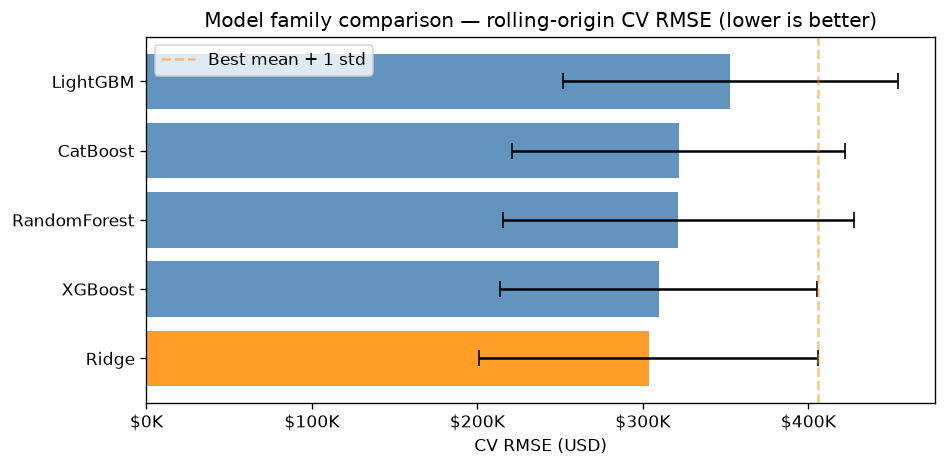 Model family comparison — rolling-origin CV RMSE (lower is better)
Best mean + 1 std
LightGBM
CatBoost
RandomForest
XGBoost
Ridge
$0K $100K $200K $300K $400K
CV RMSE (USD)